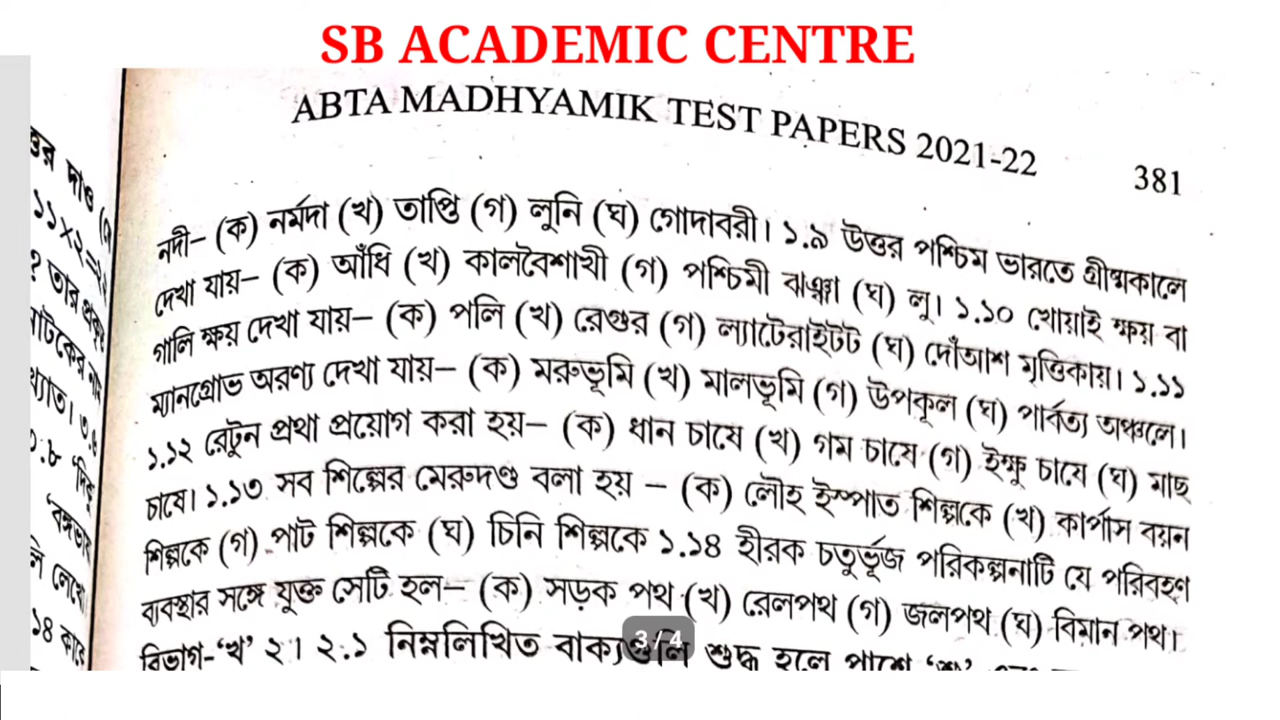 SB ACADEMIC CENTRE
ABTA MADHYAMIK TEST PAPERS 2021-22 381
নদী– (ক) নর্মদা (খ) তাপ্তি (গ) লুনি (ঘ) গোদাবরী। ১.৯ উত্তর পশ্চিম ভারতে গ্রীষ্মকালে
দেখা যায়– (ক) আঁধি (খ) কালবৈশাখী (গ) পশ্চিমী ঝঞ্ঝা (ঘ) লু। ১.১০ খোয়াই ক্ষয় বা
গালি ক্ষয় দেখা যায়– (ক) পলি (খ) রেগুর (গ) ল্যাটেরাইটট (ঘ) দোঁআশ মৃত্তিকায়। ১.১১
ম্যানগ্রোভ অরণ্য দেখা যায়– (ক) মরুভূমি (খ) মালভূমি (গ) উপকূল (ঘ) পার্বত্য অঞ্চলে।
১.১২ রেটুন প্রথা প্রয়োগ করা হয়– (ক) ধান চাষে (খ) গম চাষে (গ) ইক্ষু চাষে (ঘ) মাছ
চাষে। ১.১৩ সব শিল্পের মেরুদণ্ড বলা হয় – (ক) লৌহ ইস্পাত শিল্পকে (খ) কার্পাস বয়ন
শিল্পকে (গ) পাট শিল্পকে (ঘ) চিনি শিল্পকে ১.১৪ হীরক চতুর্ভূজ পরিকল্পনাটি যে পরিবহণ
ব্যবস্থার সঙ্গে যুক্ত সেটি হল– (ক) সড়ক পথ (খ) রেলপথ (গ) জলপথ (ঘ) বিমান পথ।
বিভাগ-‘খ’ ২। ২.১ নিম্নলিখিত বাক্যগুলি শুদ্ধ হলে পাশে ‘শু’
3 / 4